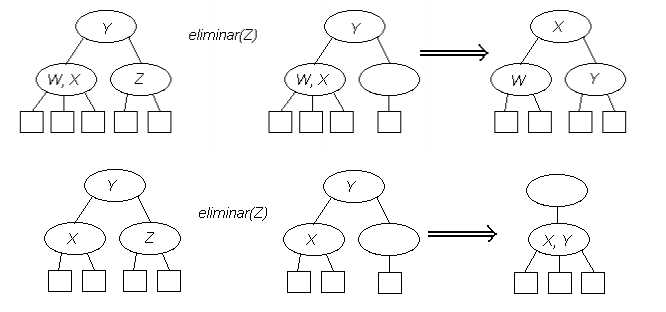 Y eliminar(Z) Y X
W, X Z W, X W Y
Y eliminar(Z) Y
X Z X X, Y